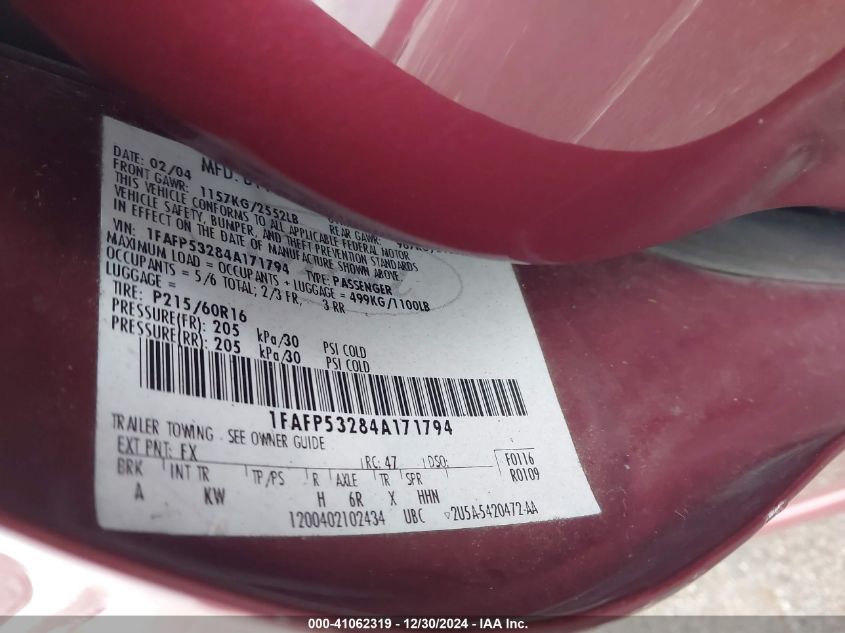 DATE: 02/04 MFD.
FRONT GAWR: 1157KG/2552LB REAR GAWR:
THIS VEHICLE CONFORMS TO ALL APPLICABLE FEDERAL MOTOR
VEHICLE SAFETY, BUMPER, AND THEFT PREVENTION STANDARDS
IN EFFECT ON THE DATE OF MANUFACTURE SHOWN ABOVE.
VIN: 1FAFP53284A171794 TYPE: PASSENGER
MAXIMUM LOAD = OCCUPANTS + LUGGAGE = 499KG/1100LB
OCCUPANTS = 5/6 TOTAL; 2/3 FR, 3 RR
LUGGAGE =
TIRE: P215/60R16
PRESSURE(FR): 205 kPa/30 PSI COLD
PRESSURE(RR): 205 kPa/30 PSI COLD
1FAFP53284A171794
TRAILER TOWING - SEE OWNER GUIDE
EXT PNT: FX RC: 47 DSO: F0116
R0109
BRK INT TR TP/PS R AXLE TR SPR
A KW H 6R X HHN
1200402102434 UBC ▽2U5A-5420472-AA
000-41062319 - 12/30/2024 - IAA Inc.